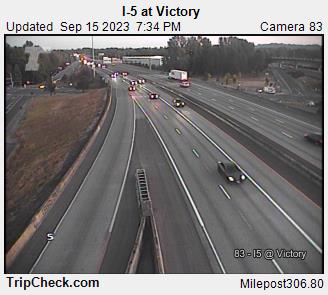 I-5 at Victory
Updated Sep 15 2023 7:34 PM Camera 83
S
83 - I5 @ Victory
TripCheck.com Milepost306.80